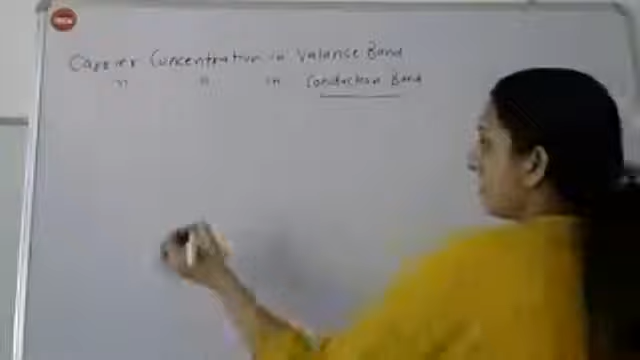 Carrier Concentration in Valance Band
" " in Conduction Band